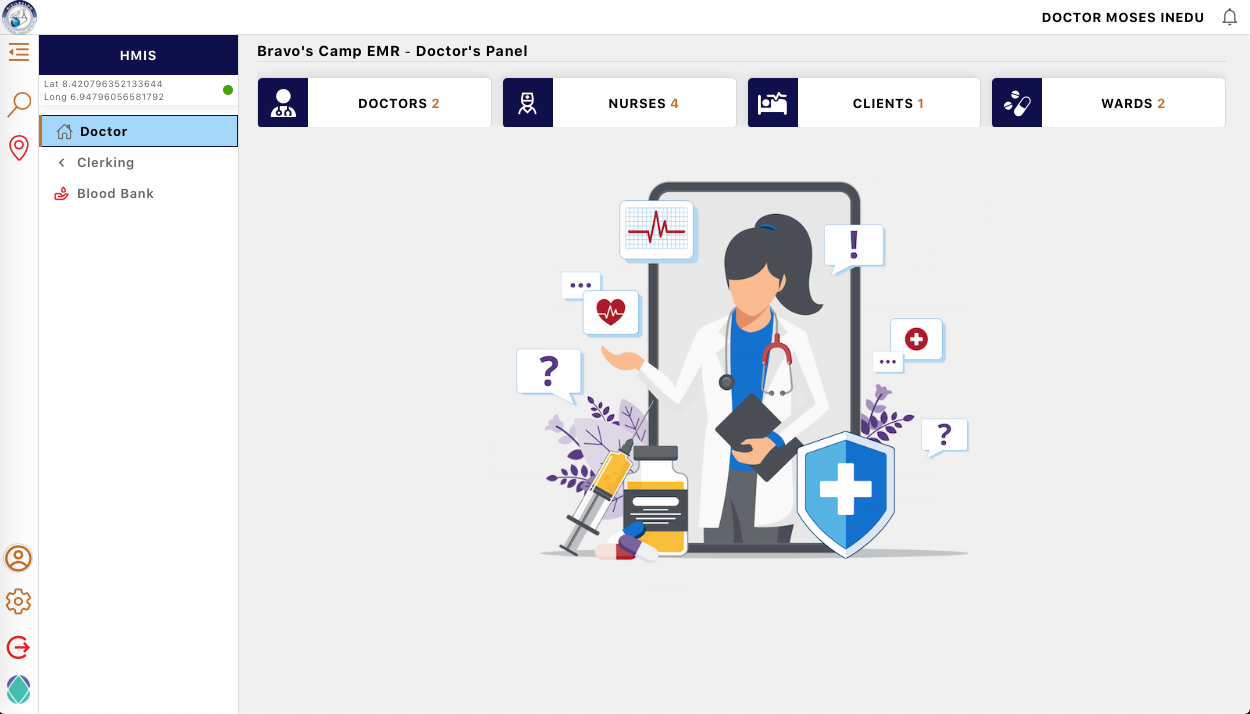 DOCTOR MOSES INEDU
HMIS
Lat 8.420796352133644
Long 6.94796056581792
Doctor
Clerking
Blood Bank
Bravo's Camp EMR - Doctor's Panel
DOCTORS 2
NURSES 4
CLIENTS 1
WARDS 2
!
?
?